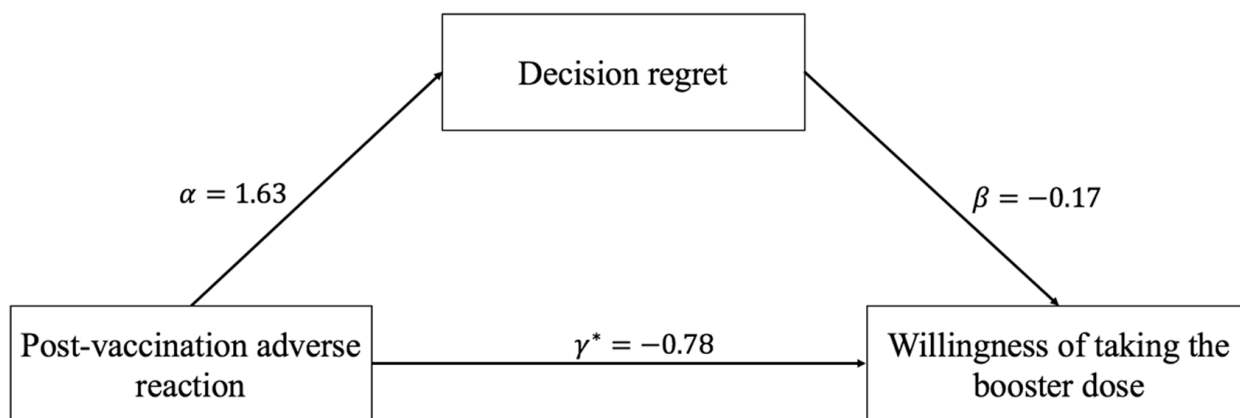 Decision regret
α = 1.63
β = −0.17
Post-vaccination adverse
reaction
γ* = −0.78
Willingness of taking the
booster dose